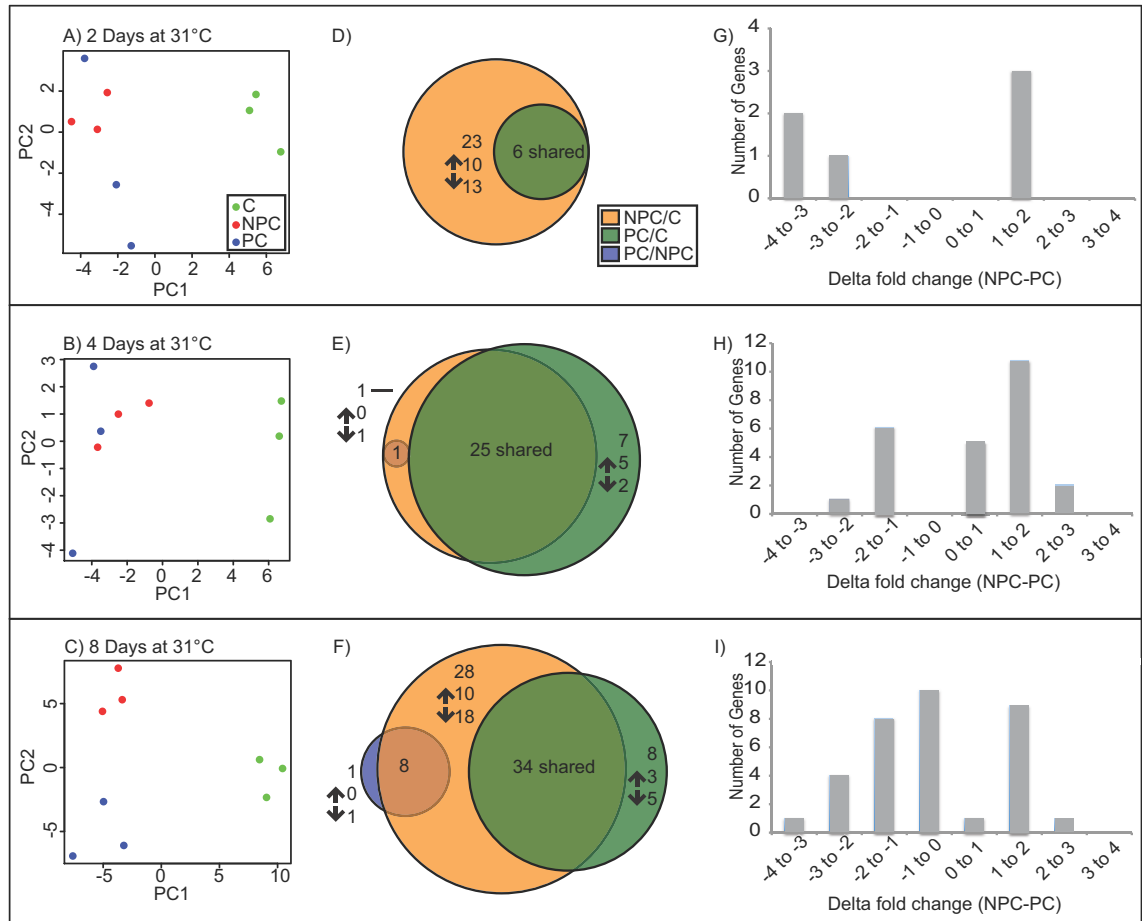 A) 2 Days at 31°C
PC2
2
0
-2
-4
-4
-2
0
2
4
6
PC1
C
NPC
PC
D)
23
10
13
6 shared
NPC/C
PC/C
PC/NPC
G)
Number of Genes
4
3
2
1
0
-4 to -3
-3 to -2
-2 to -1
-1 to 0
0 to 1
1 to 2
2 to 3
3 to 4
Delta fold change (NPC-PC)
B) 4 Days at 31°C
PC2
3
2
1
0
-1
-2
-3
-4
-4
-2
0
2
4
6
PC1
E)
1
0
1
1
25 shared
7
5
2
H)
Number of Genes
12
10
8
6
4
2
0
-4 to -3
-3 to -2
-2 to -1
-1 to 0
0 to 1
1 to 2
2 to 3
3 to 4
Delta fold change (NPC-PC)
C) 8 Days at 31°C
PC2
5
0
-5
-5
0
5
10
PC1
F)
28
10
18
1
0
1
8
34 shared
8
3
5
I)
Number of Genes
12
10
8
6
4
2
0
-4 to -3
-3 to -2
-2 to -1
-1 to 0
0 to 1
1 to 2
2 to 3
3 to 4
Delta fold change (NPC-PC)